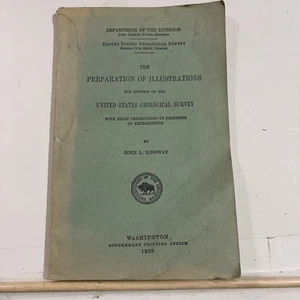 DEPARTMENT OF THE INTERIOR
UNITED STATES GEOLOGICAL SURVEY
THE
PREPARATION OF ILLUSTRATIONS
FOR REPORTS OF THE
UNITED STATES GEOLOGICAL SURVEY
WITH BRIEF DESCRIPTIONS OF PROCESSES
OF REPRODUCTION
BY
JOHN L. RIDGWAY
WASHINGTON
GOVERNMENT PRINTING OFFICE
1920